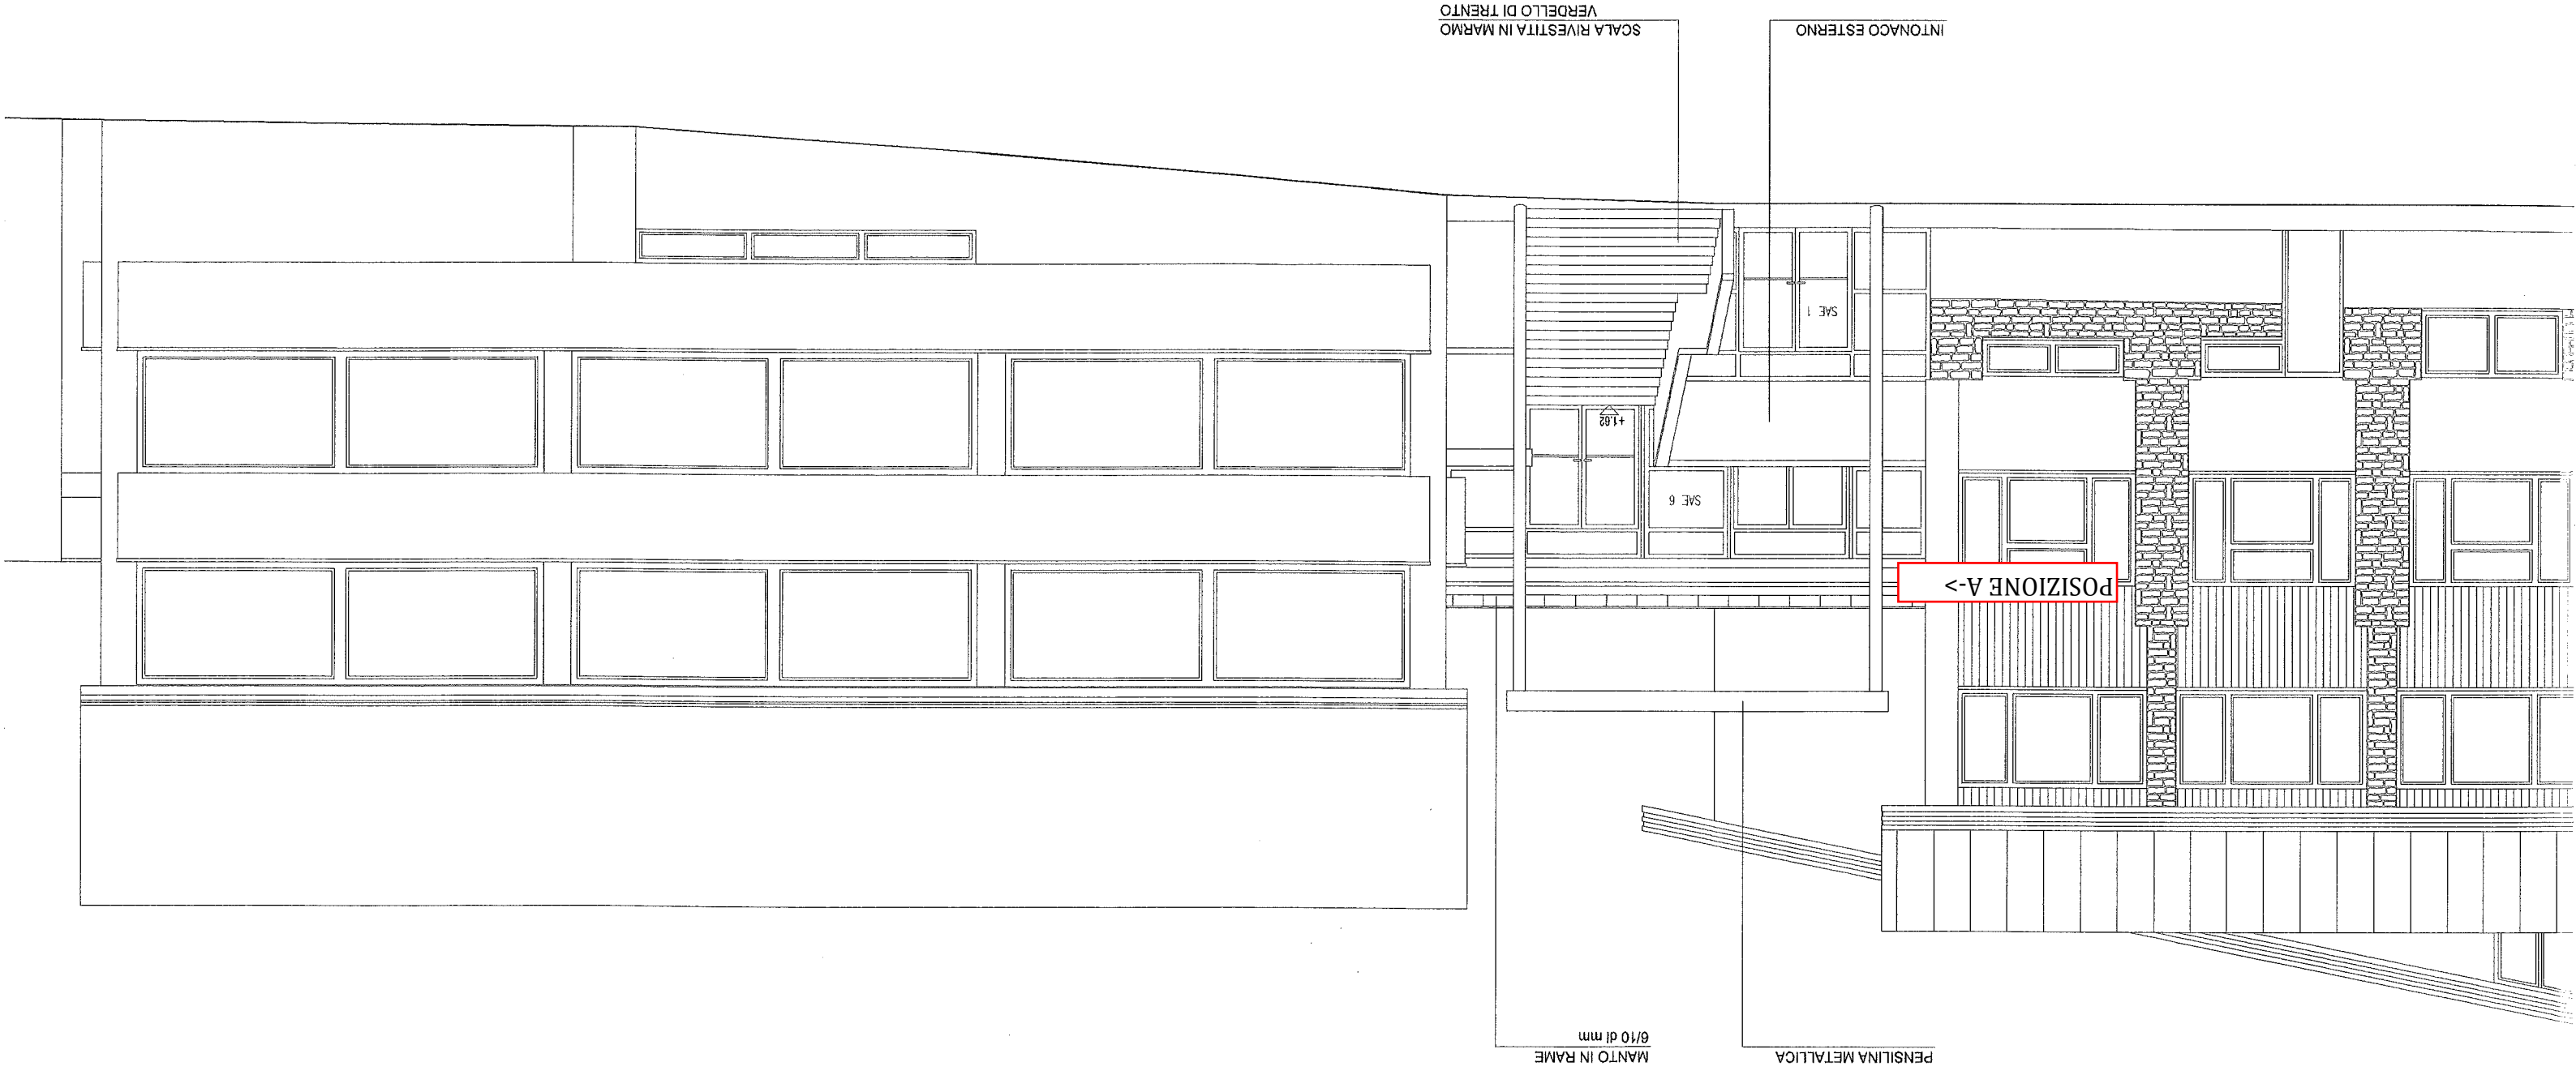 PENSILINA METALLICA
MANTO IN RAME
6/10 di mm
POSIZIONE A->
SAE 6
+1.62
SAE 1
INTONACO ESTERNO
SCALA RIVESTITA IN MARMO
VERDELLO DI TRENTO